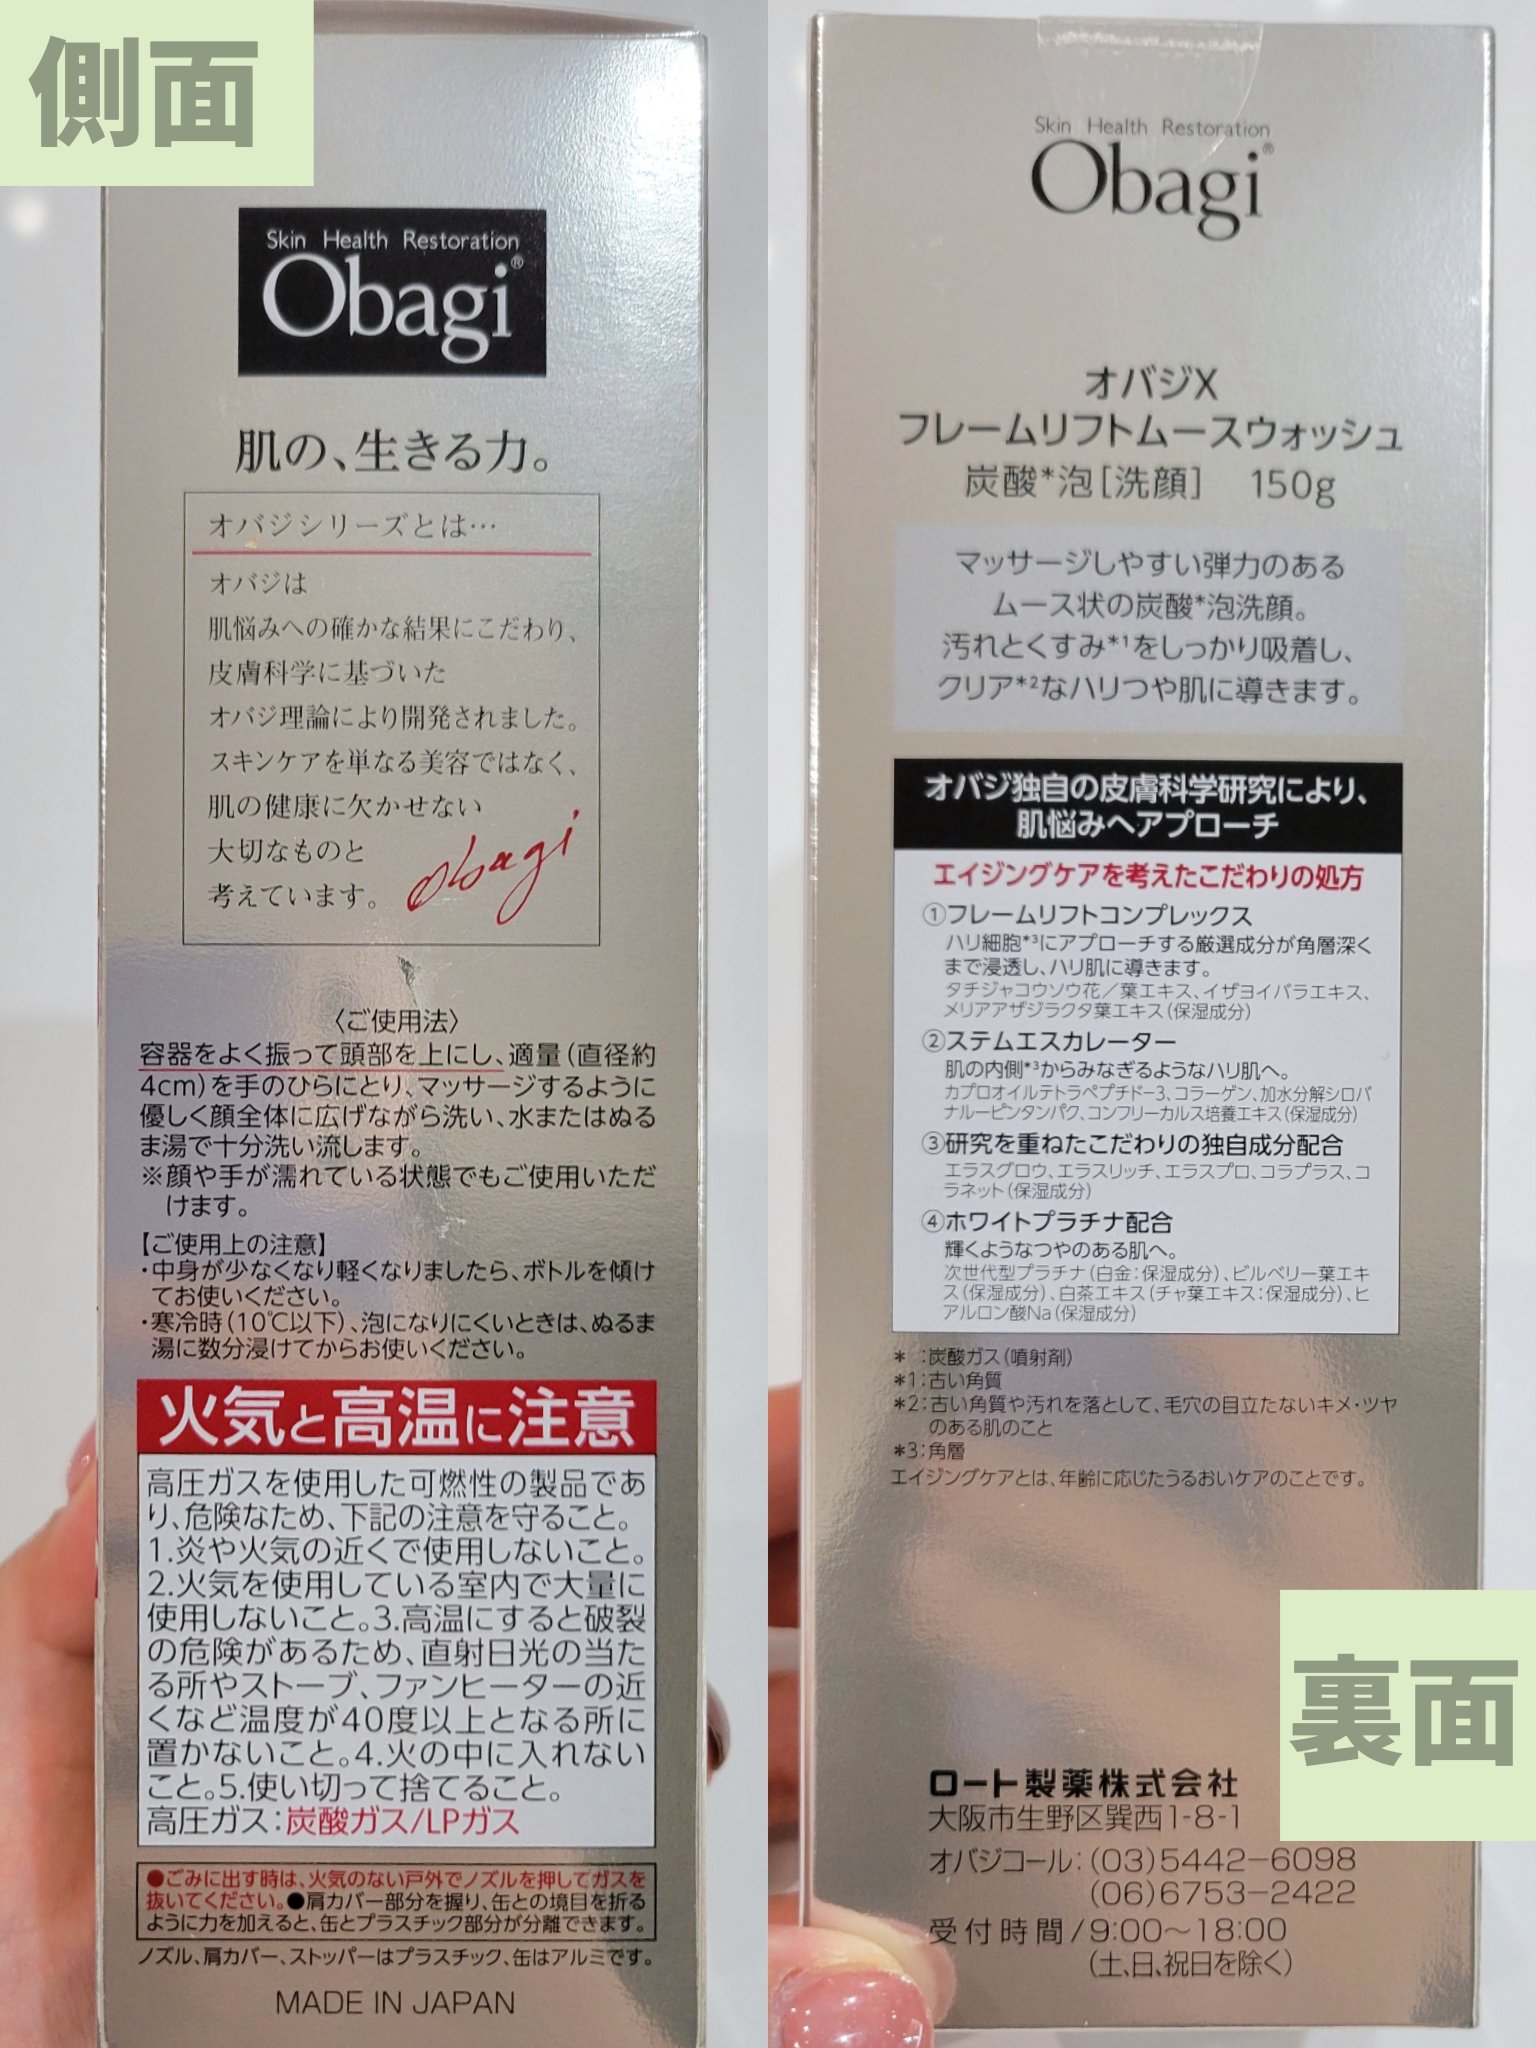 側面
Skin Health Restoration
Obagi®
肌の、生きる力。
オバジシリーズとは…
オバジは
肌悩みへの確かな結果にこだわり、
皮膚科学に基づいた
オバジ理論により開発されました。
スキンケアを単なる美容ではなく、
肌の健康に欠かせない
大切なものと
考えています。
Obagi
〈ご使用法〉
容器をよく振って頭部を上にし、適量(直径約
4cm)を手のひらにとり、マッサージするように
優しく顔全体に広げながら洗い、水またはぬる
ま湯で十分洗い流します。
※顔や手が濡れている状態でもご使用いただ
けます。
【ご使用上の注意】
・中身が少なくなり軽くなりましたら、ボトルを傾け
てお使いください。
・寒冷時(10℃以下)、泡になりにくいときは、ぬるま
湯に数分浸けてからお使いください。
火気と高温に注意
高圧ガスを使用した可燃性の製品であ
り、危険なため、下記の注意を守ること。
1.炎や火気の近くで使用しないこと。
2.火気を使用している室内で大量に
使用しないこと。3.高温にすると破裂
の危険があるため、直射日光の当た
る所やストーブ、ファンヒーターの近
くなど温度が40度以上となる所に
置かないこと。4.火の中に入れない
こと。5.使い切って捨てること。
高圧ガス:炭酸ガス/LPガス
●ごみに出す時は、火気のない戸外でノズルを押してガスを
抜いてください。●肩カバー部分を握り、缶との境目を折る
ように力を加えると、缶とプラスチック部分が分離できます。
ノズル、肩カバー、ストッパーはプラスチック、缶はアルミです。
MADE IN JAPAN
Skin Health Restoration
Obagi®
オバジX
フレームリフトムースウォッシュ
炭酸*泡[洗顔] 150g
マッサージしやすい弾力のある
ムース状の炭酸*泡洗顔。
汚れとくすみ*1をしっかり吸着し、
クリア*2なハリつや肌に導きます。
オバジ独自の皮膚科学研究により、
肌悩みへアプローチ
エイジングケアを考えたこだわりの処方
①フレームリフトコンプレックス
ハリ細胞*3にアプローチする厳選成分が角層深く
まで浸透し、ハリ肌に導きます。
タチジャコウソウ花/葉エキス、イザヨイバラエキス、
メリアアザジラクタ葉エキス(保湿成分)
②ステムエスカレーター
肌の内側*3からみなぎるようなハリ肌へ。
カプロオイルテトラペプチドー3、コラーゲン、加水分解シロバ
ナルーピンタンパク、コンフリーカルス培養エキス(保湿成分)
③研究を重ねたこだわりの独自成分配合
エラスグロウ、エラスリッチ、エラスプロ、コラプラス、コ
ラネット(保湿成分)
④ホワイトプラチナ配合
輝くようなつやのある肌へ。
次世代型プラチナ(白金:保湿成分)、ビルベリー葉エキ
ス(保湿成分)、白茶エキス(チャ葉エキス:保湿成分)、ヒ
アルロン酸Na(保湿成分)
* :炭酸ガス(噴射剤)
*1:古い角質
*2:古い角質や汚れを落として、毛穴の目立たないキメ・ツヤ
のある肌のこと
*3:角層
エイジングケアとは、年齢に応じたうるおいケアのことです。
裏面
ロート製薬株式会社
大阪市生野区巽西1-8-1
オバジコール:(03)5442−6098
(06)6753−2422
受付時間/9:00〜18:00
(土、日、祝日を除く)